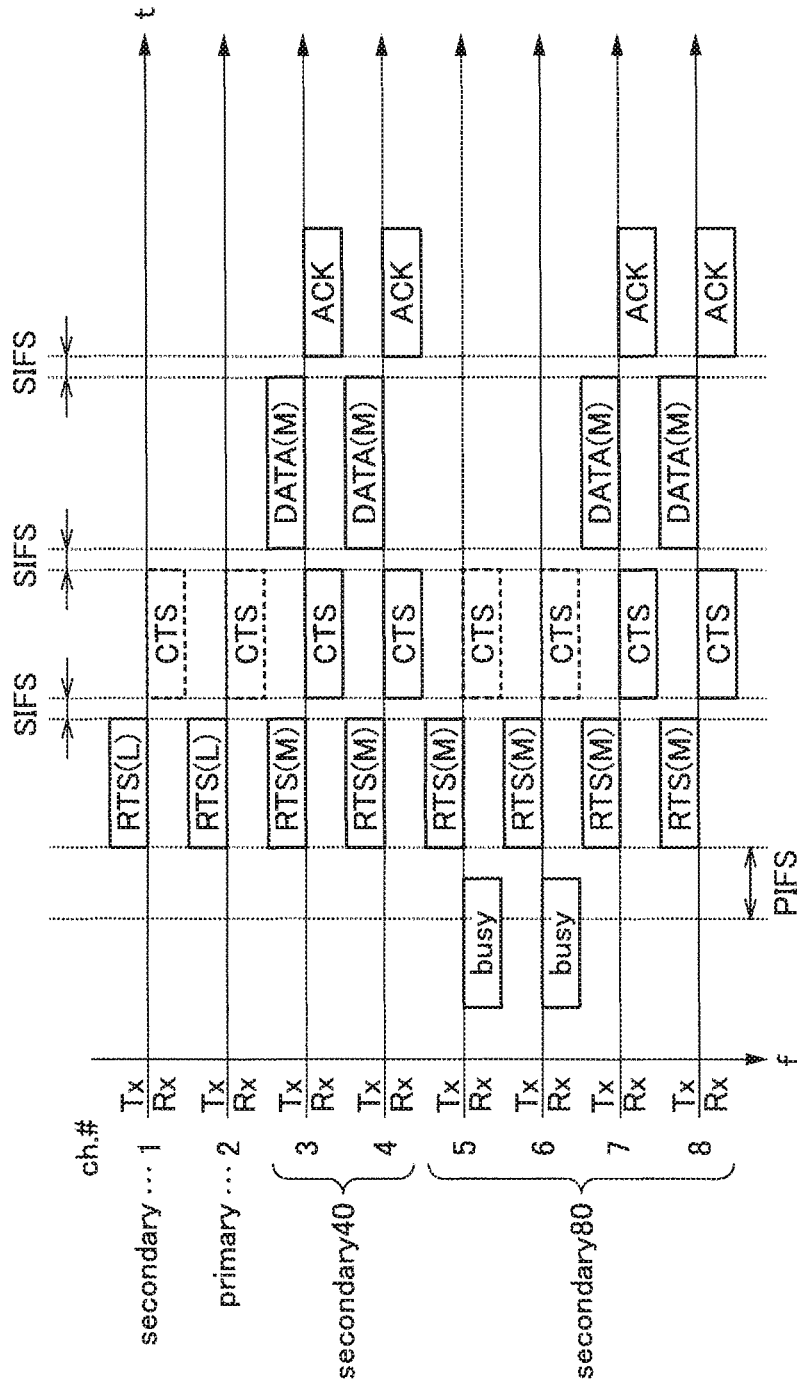 SIFS SIFS SIFS
ch.#
t
secondary ··· 1 Tx Rx RTS(L) CTS
primary ··· 2 Tx Rx RTS(L) CTS
secondary40
3 Tx Rx RTS(M) CTS DATA(M) ACK
4 Tx Rx RTS(M) CTS DATA(M) ACK
secondary80
5 Tx Rx busy RTS(M) CTS
6 Tx Rx busy RTS(M) CTS
7 Tx Rx RTS(M) CTS DATA(M) ACK
8 Tx Rx RTS(M) CTS DATA(M) ACK
f
PIFS